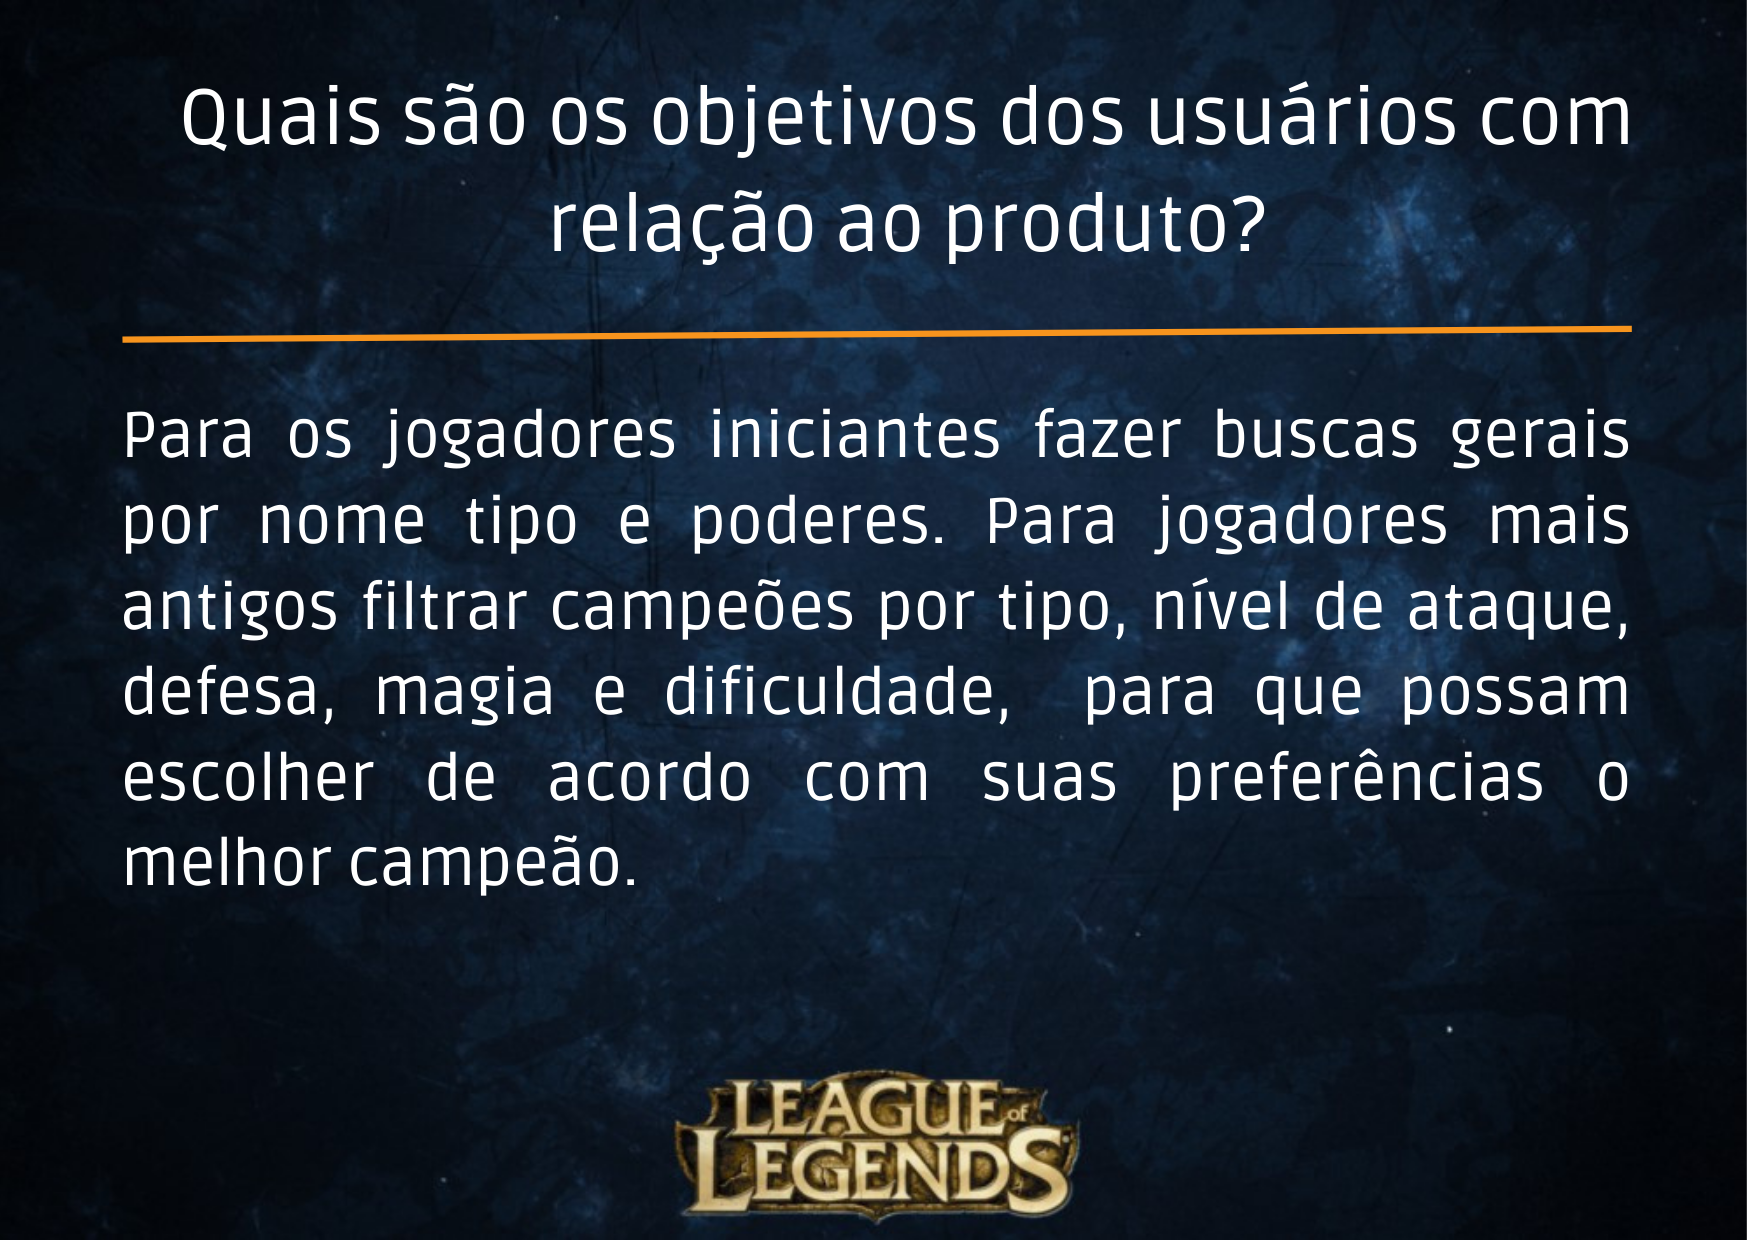 Quais são os objetivos dos usuários com
relação ao produto?
Para os jogadores iniciantes fazer buscas gerais
por nome tipo e poderes. Para jogadores mais
antigos filtrar campeões por tipo, nível de ataque,
defesa, magia e dificuldade, para que possam
escolher de acordo com suas preferências o
melhor campeão.
LEAGUE of
LEGENDS